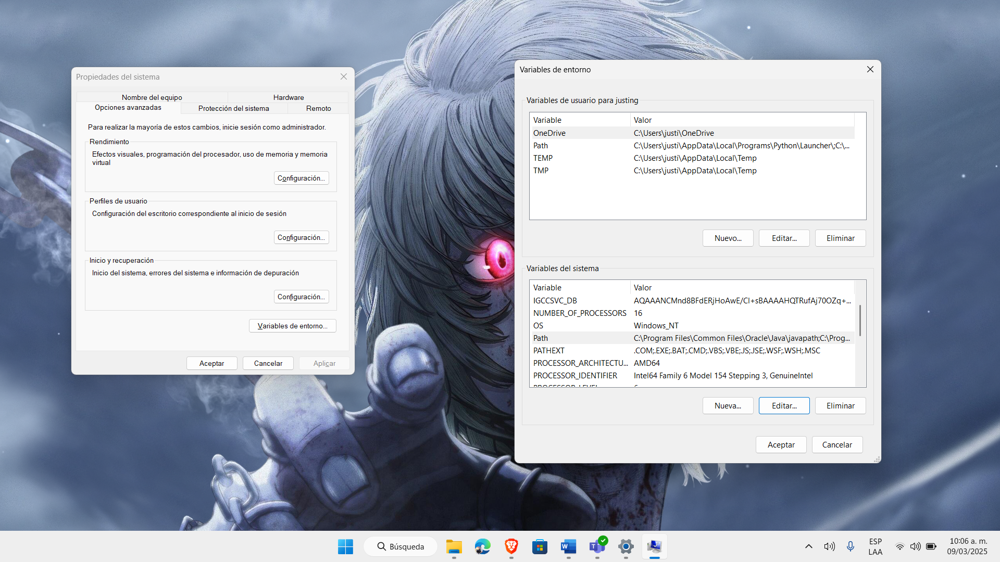 Propiedades del sistema
Nombre del equipo Hardware
Opciones avanzadas Protección del sistema Remoto
Para realizar la mayoría de estos cambios, inicie sesión como administrador.
Rendimiento
Efectos visuales, programación del procesador, uso de memoria y memoria
virtual
Configuración...
Perfiles de usuario
Configuración del escritorio correspondiente al inicio de sesión
Configuración...
Inicio y recuperación
Inicio del sistema, errores del sistema e información de depuración
Configuración...
Variables de entorno...
Aceptar Cancelar Aplicar
Variables de entorno
Variables de usuario para justing
Variable Valor
OneDrive C:\Users\justi\OneDrive
Path C:\Users\justi\AppData\Local\Programs\Python\Launcher\;C:\...
TEMP C:\Users\justi\AppData\Local\Temp
TMP C:\Users\justi\AppData\Local\Temp
Nuevo... Editar... Eliminar
Variables del sistema
Variable Valor
IGCCSVC_DB AQAAANCMnd8BFdERjHoAwE/Cl+sBAAAAHQTRufAj70OZq+...
NUMBER_OF_PROCESSORS 16
OS Windows_NT
Path C:\Program Files\Common Files\Oracle\Java\javapath;C:\Prog...
PATHEXT .COM;.EXE;.BAT;.CMD;.VBS;.VBE;.JS;.JSE;.WSF;.WSH;.MSC
PROCESSOR_ARCHITECTU... AMD64
PROCESSOR_IDENTIFIER Intel64 Family 6 Model 154 Stepping 3, GenuineIntel
Nueva... Editar... Eliminar
Aceptar Cancelar
Búsqueda
ESP
LAA
10:06 a. m.
09/03/2025